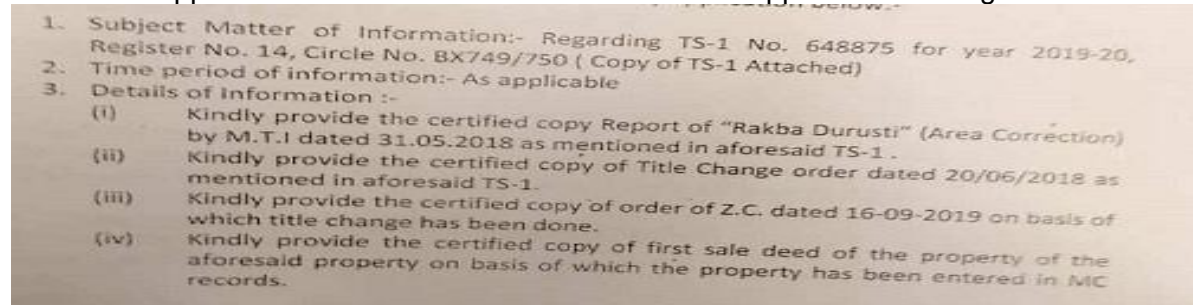 1. Subject Matter of Information:- Regarding TS-1 No. 648875 for year 2019-20,
Register No. 14, Circle No. BX749/750 ( Copy of TS-1 Attached)
2. Time period of information:- As applicable
3. Details of Information :-
(i) Kindly provide the certified copy Report of “Rakba Durusti” (Area Correction)
by M.T.I dated 31.05.2018 as mentioned in aforesaid TS-1 .
(ii) Kindly provide the certified copy of Title Change order dated 20/06/2018 as
mentioned in aforesaid TS-1.
(iii) Kindly provide the certified copy of order of Z.C. dated 16-09-2019 on basis of
which title change has been done.
(iv) Kindly provide the certified copy of first sale deed of the property of the
aforesaid property on basis of which the property has been entered in MC
records.